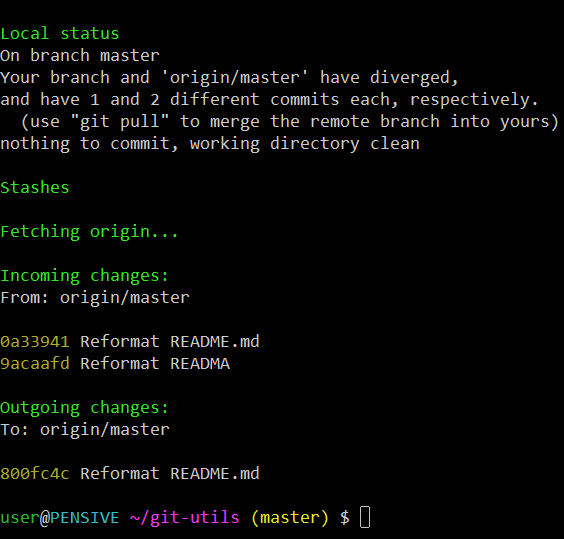 Local status
On branch master
Your branch and 'origin/master' have diverged,
and have 1 and 2 different commits each, respectively.
  (use "git pull" to merge the remote branch into yours)
nothing to commit, working directory clean
Stashes
Fetching origin...
Incoming changes:
From: origin/master
0a33941 Reformat README.md
9acaafd Reformat READMA
Outgoing changes:
To: origin/master
800fc4c Reformat README.md
user@PENSIVE ~/git-utils (master) $